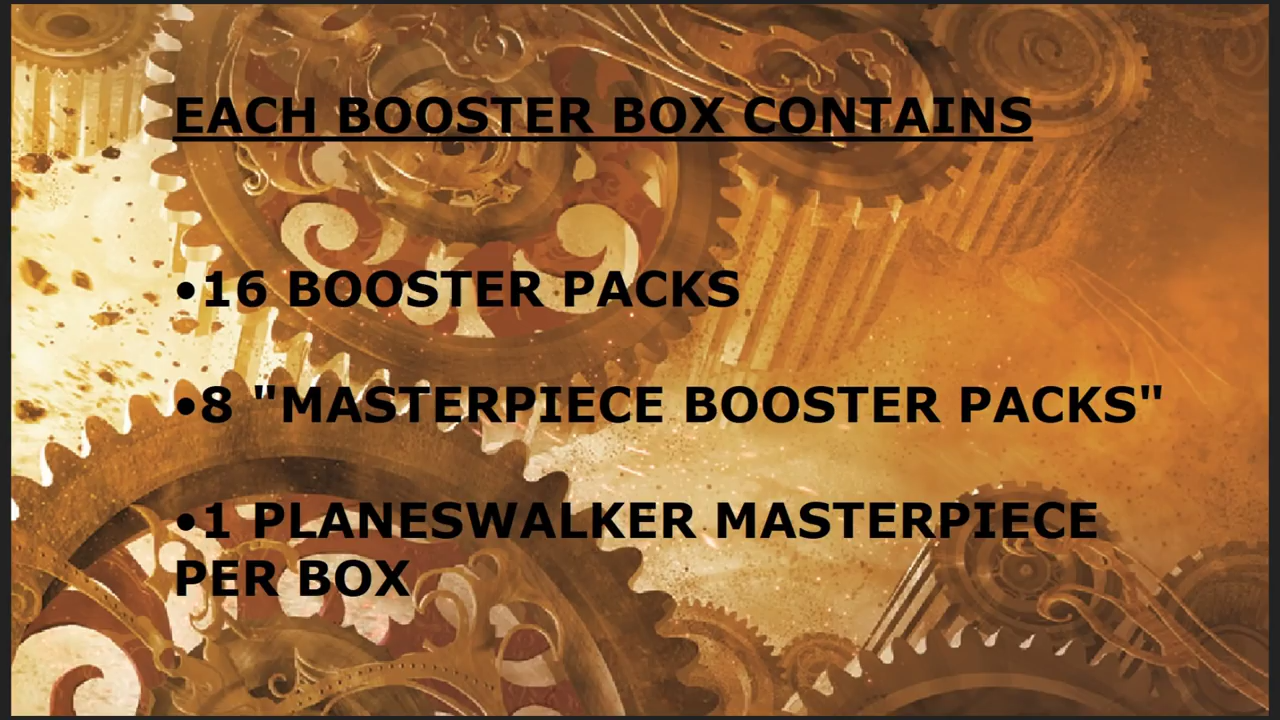 EACH BOOSTER BOX CONTAINS
•16 BOOSTER PACKS
•8 "MASTERPIECE BOOSTER PACKS"
•1 PLANESWALKER MASTERPIECE
PER BOX